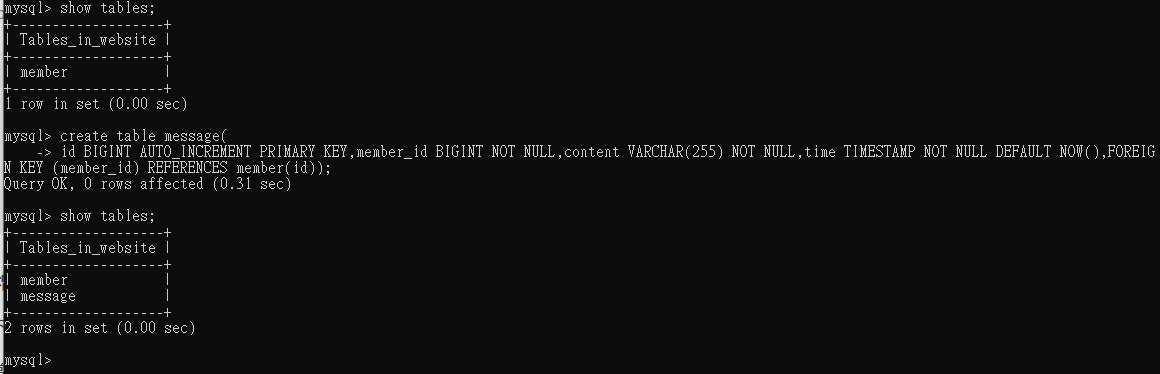 mysql> show tables;
+-------------------+
| Tables_in_website |
+-------------------+
| member            |
+-------------------+
1 row in set (0.00 sec)

mysql> create table message(
    -> id BIGINT AUTO_INCREMENT PRIMARY KEY,member_id BIGINT NOT NULL,content VARCHAR(255) NOT NULL,time TIMESTAMP NOT NULL DEFAULT NOW(),FOREIG
N KEY (member_id) REFERENCES member(id));
Query OK, 0 rows affected (0.31 sec)

mysql> show tables;
+-------------------+
| Tables_in_website |
+-------------------+
| member            |
| message           |
+-------------------+
2 rows in set (0.00 sec)

mysql>